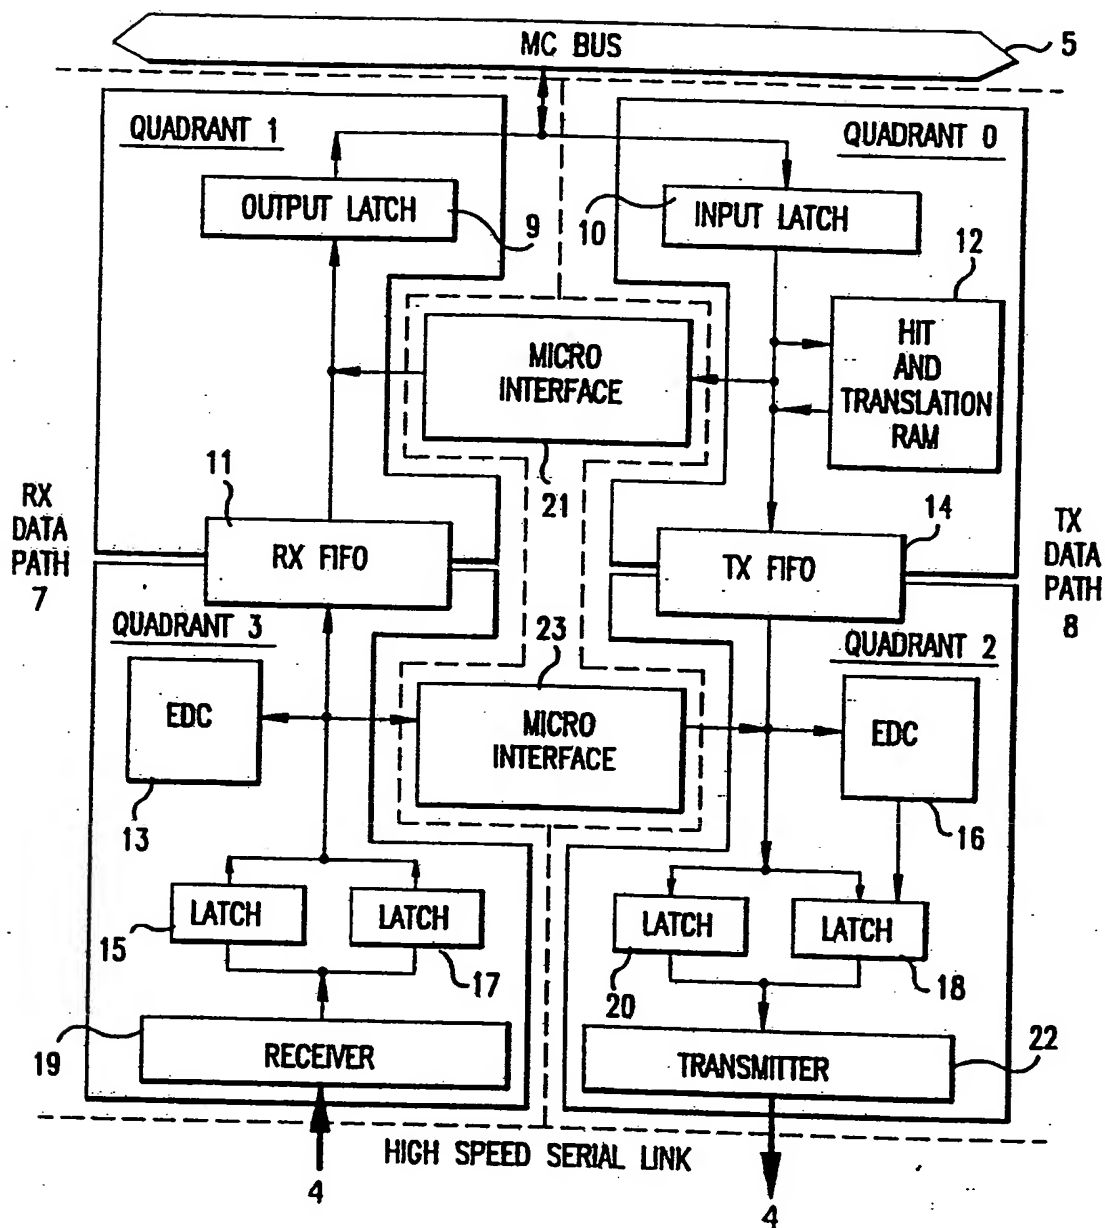 MC BUS
5
QUADRANT 1
QUADRANT 0
OUTPUT LATCH
9
10
INPUT LATCH
12
HIT
AND
TRANSLATION
RAM
MICRO
INTERFACE
21
11
RX
DATA
PATH
7
RX FIFO
14
TX FIFO
TX
DATA
PATH
8
QUADRANT 3
23
QUADRANT 2
EDC
13
MICRO
INTERFACE
EDC
16
LATCH
15
LATCH
17
LATCH
20
LATCH
18
19
RECEIVER
TRANSMITTER
22
HIGH SPEED SERIAL LINK
4
4